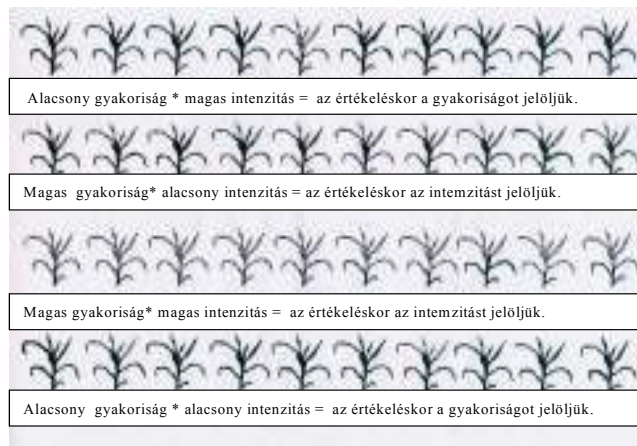 Alacsony gyakoriság * magas intenzitás = az értékeléskor a gyakoriságot jelöljük.
Magas gyakoriság* alacsony intenzitás = az értékeléskor az intemzitást jelöljük.
Magas gyakoriság* magas intenzitás = az értékeléskor az intemzitást jelöljük.
Alacsony gyakoriság * alacsony intenzitás = az értékeléskor a gyakoriságot jelöljük.